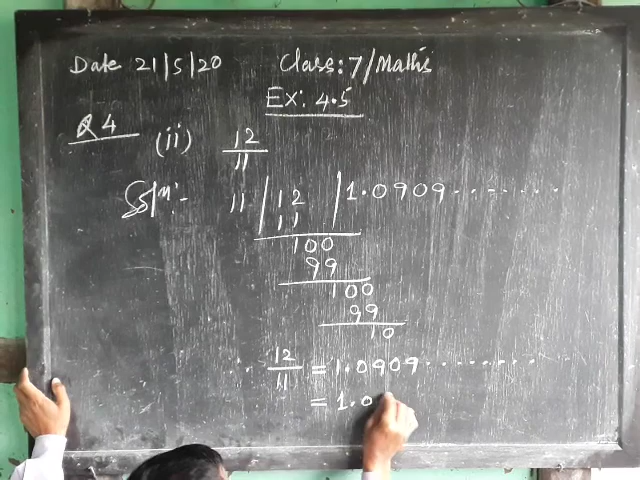 Date 21/5/20 Class: 7/Maths
Ex: 4.5
Q4 (ii) 12/11
Solⁿ:- 11 / 12 / 1.0909........
11
100
99
100
99
10
∴ 12/11 = 1.0909........
= 1.0